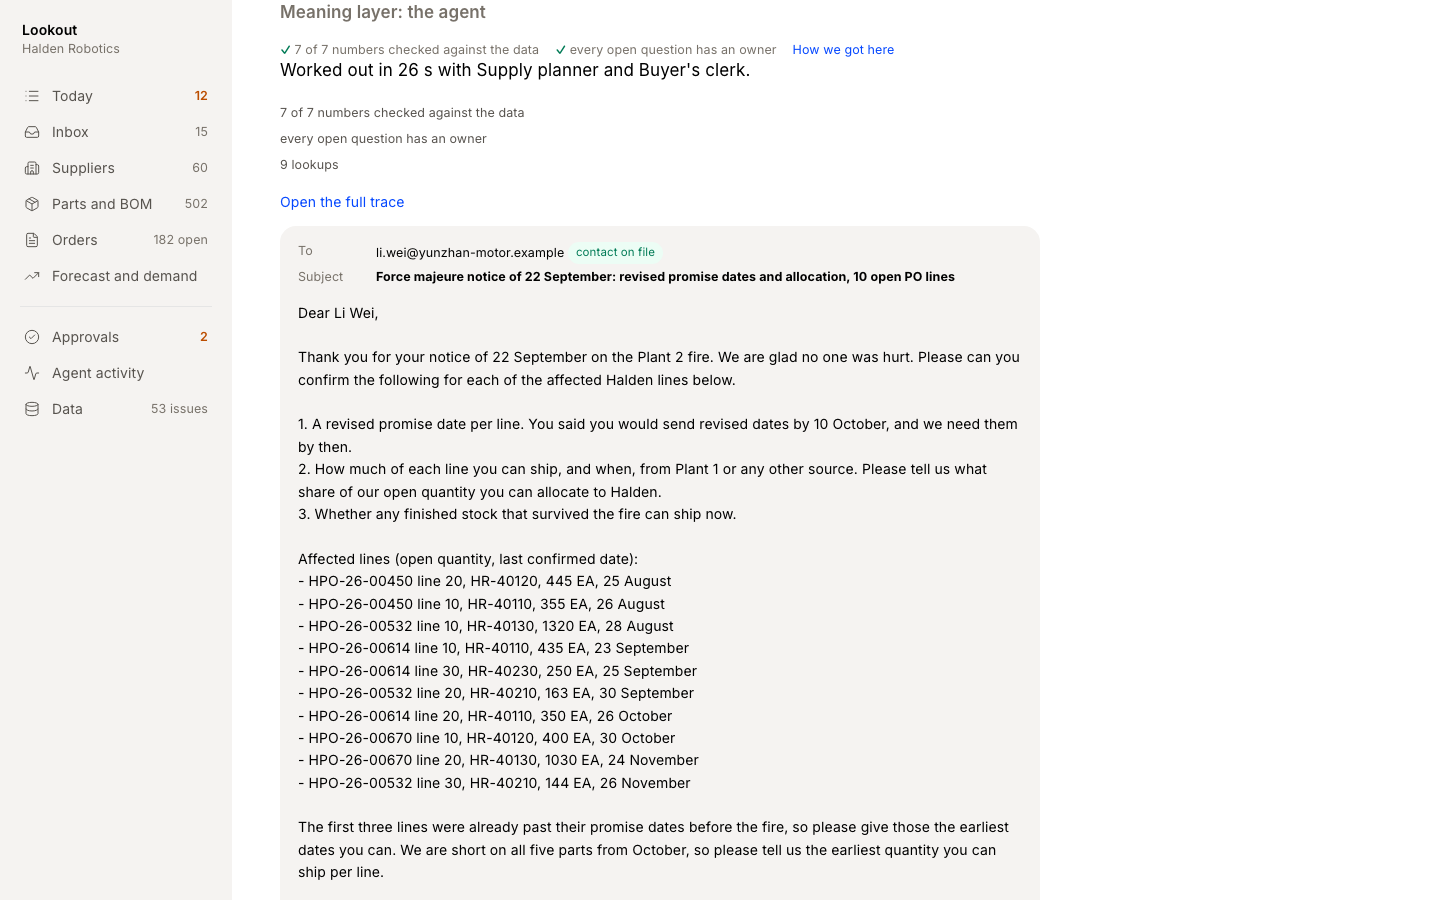 Lookout
Halden Robotics
Today 12
Inbox 15
Suppliers 60
Parts and BOM 502
Orders 182 open
Forecast and demand
Approvals 2
Agent activity
Data 53 issues
Meaning layer: the agent
7 of 7 numbers checked against the data every open question has an owner How we got here
Worked out in 26 s with Supply planner and Buyer's clerk.
7 of 7 numbers checked against the data
every open question has an owner
9 lookups
Open the full trace
To li.wei@yunzhan-motor.example contact on file
Subject Force majeure notice of 22 September: revised promise dates and allocation, 10 open PO lines
Dear Li Wei,
Thank you for your notice of 22 September on the Plant 2 fire. We are glad no one was hurt. Please can you
confirm the following for each of the affected Halden lines below.
1. A revised promise date per line. You said you would send revised dates by 10 October, and we need them
by then.
2. How much of each line you can ship, and when, from Plant 1 or any other source. Please tell us what
share of our open quantity you can allocate to Halden.
3. Whether any finished stock that survived the fire can ship now.
Affected lines (open quantity, last confirmed date):
- HPO-26-00450 line 20, HR-40120, 445 EA, 25 August
- HPO-26-00450 line 10, HR-40110, 355 EA, 26 August
- HPO-26-00532 line 10, HR-40130, 1320 EA, 28 August
- HPO-26-00614 line 10, HR-40110, 435 EA, 23 September
- HPO-26-00614 line 30, HR-40230, 250 EA, 25 September
- HPO-26-00532 line 20, HR-40210, 163 EA, 30 September
- HPO-26-00614 line 20, HR-40110, 350 EA, 26 October
- HPO-26-00670 line 10, HR-40120, 400 EA, 30 October
- HPO-26-00670 line 20, HR-40130, 1030 EA, 24 November
- HPO-26-00532 line 30, HR-40210, 144 EA, 26 November
The first three lines were already past their promise dates before the fire, so please give those the earliest
dates you can. We are short on all five parts from October, so please tell us the earliest quantity you can
ship per line.